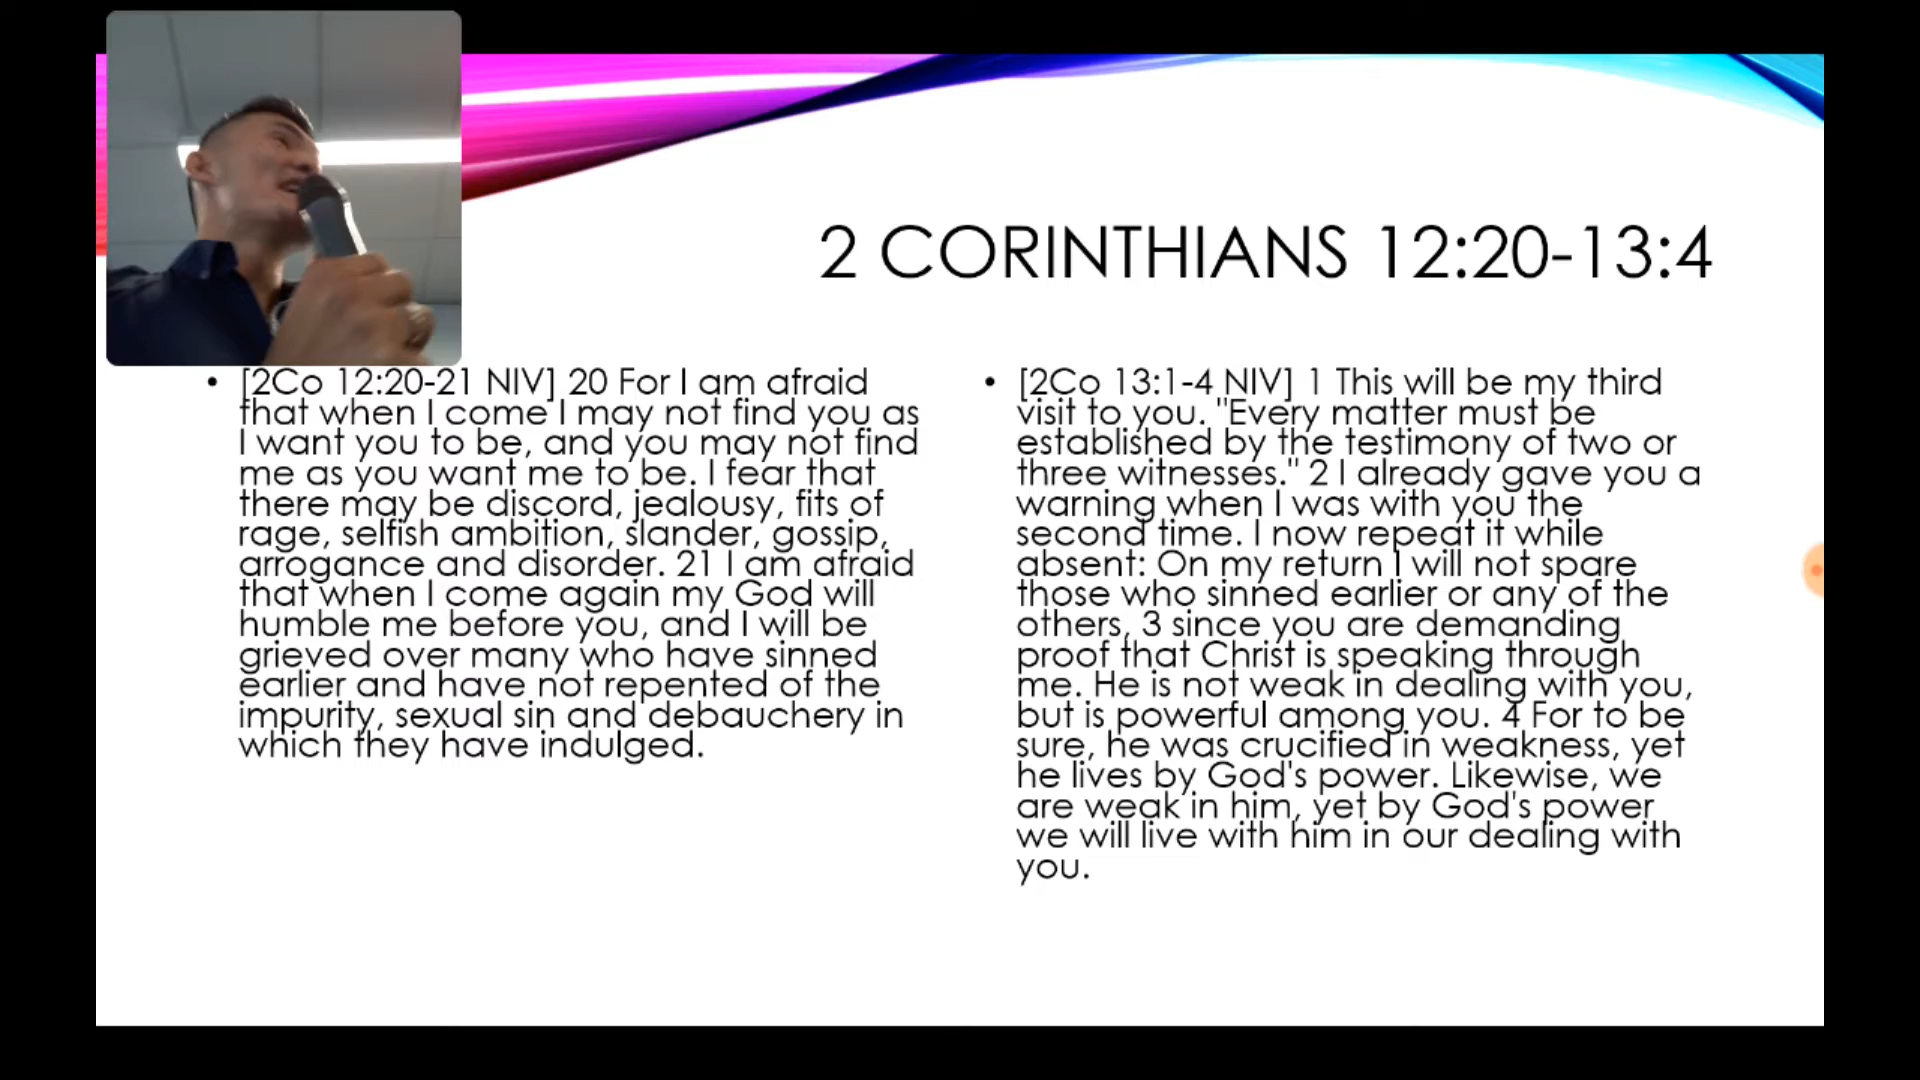 2 CORINTHIANS 12:20-13:4
• [2Co 12:20-21 NIV] 20 For I am afraid
that when I come I may not find you as
I want you to be, and you may not find
me as you want me to be. I fear that
there may be discord, jealousy, fits of
rage, selfish ambition, slander, gossip,
arrogance and disorder. 21 I am afraid
that when I come again my God will
humble me before you, and I will be
grieved over many who have sinned
earlier and have not repented of the
impurity, sexual sin and debauchery in
which they have indulged.
• [2Co 13:1-4 NIV] 1 This will be my third
visit to you. "Every matter must be
established by the testimony of two or
three witnesses." 2 I already gave you a
warning when I was with you the
second time. I now repeat it while
absent: On my return I will not spare
those who sinned earlier or any of the
others, 3 since you are demanding
proof that Christ is speaking through
me. He is not weak in dealing with you,
but is powerful among you. 4 For to be
sure, he was crucified in weakness, yet
he lives by God's power. Likewise, we
are weak in him, yet by God's power
we will live with him in our dealing with
you.